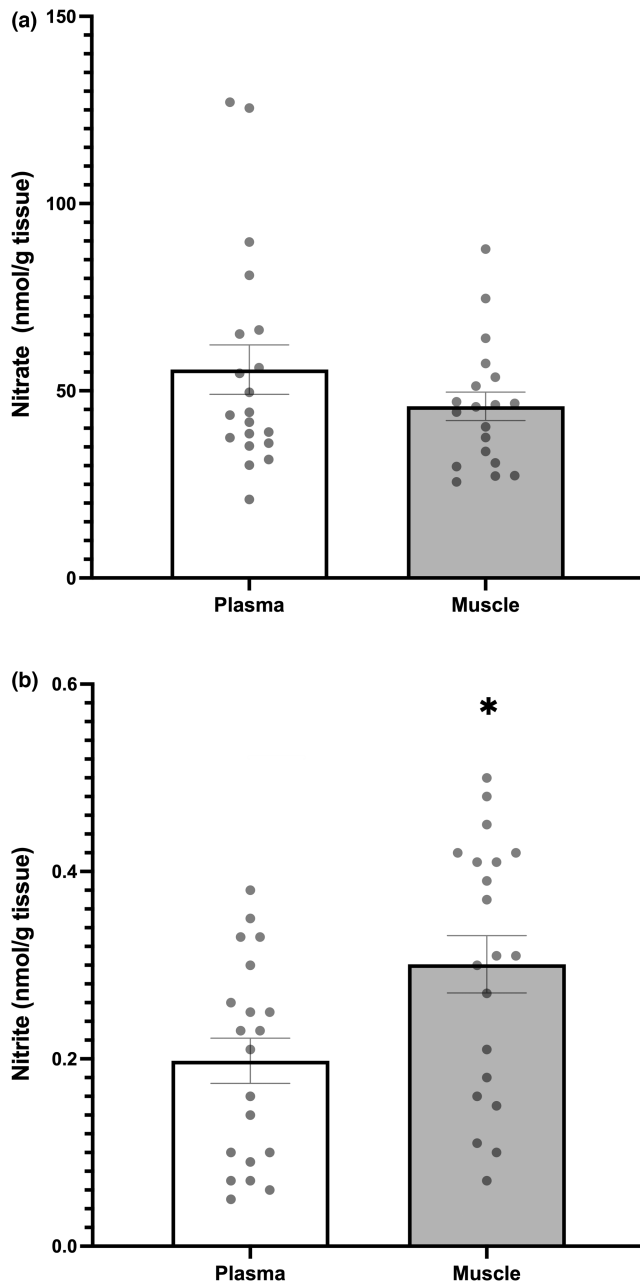 (a)
150
100
50
0
Nitrate (nmol/g tissue)
Plasma Muscle
(b)
0.6
*
0.4
0.2
0.0
Nitrite (nmol/g tissue)
Plasma Muscle